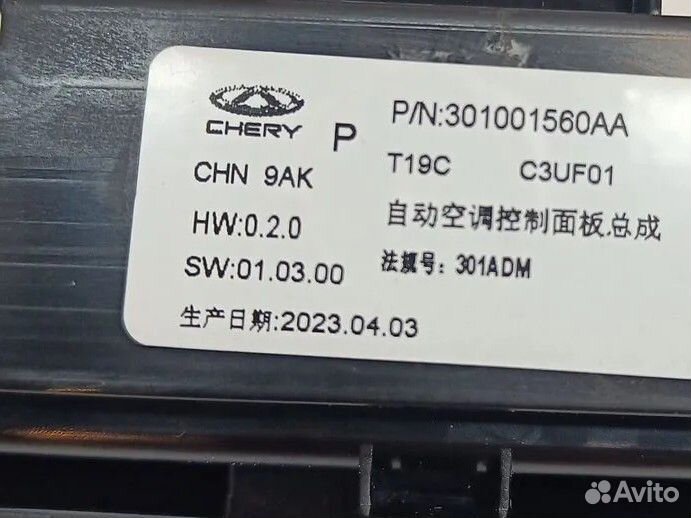 CHERY
P
P/N:301001560AA
CHN 9AK
T19C C3UF01
HW:0.2.0
自动空调控制面板总成
SW:01.03.00
法规号：301ADM
生产日期:2023.04.03
Avito